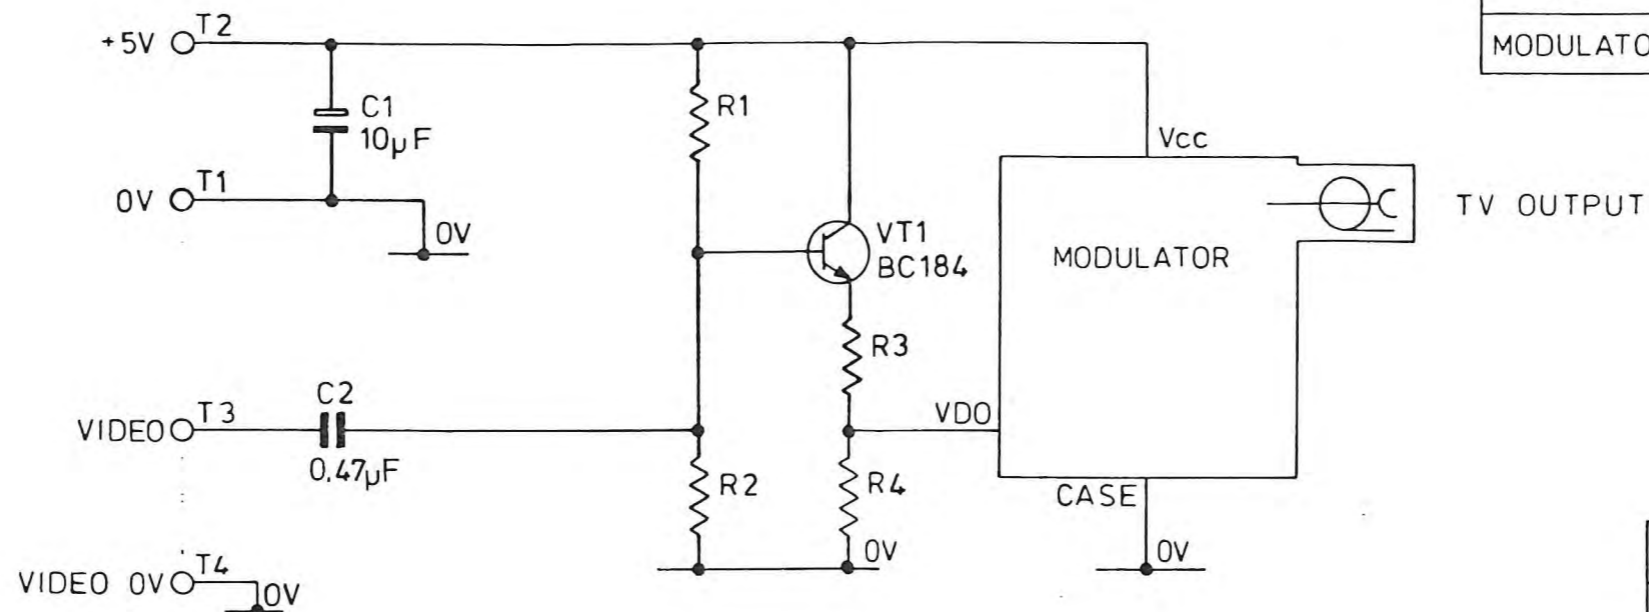 +5V
T2
MODULATO
C1
10µF
R1
Vcc
0V
T1
0V
TV OUTPUT
VT1
BC184
MODULATOR
R3
C2
VDO
VIDEO
T3
0.47µF
R2
R4
CASE
0V
0V
VIDEO 0V
T4
0V